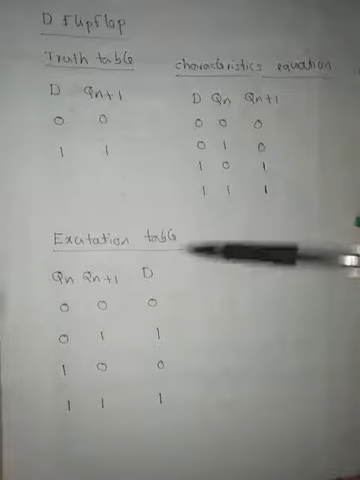 D flipflop
Truth table
D Qn+1
0 0
1 1
characteristics equation
D Qn Qn+1
0 0 0
0 1 0
1 0 1
1 1 1
Excitation table
Qn Qn+1 D
0 0 0
0 1 1
1 0 0
1 1 1